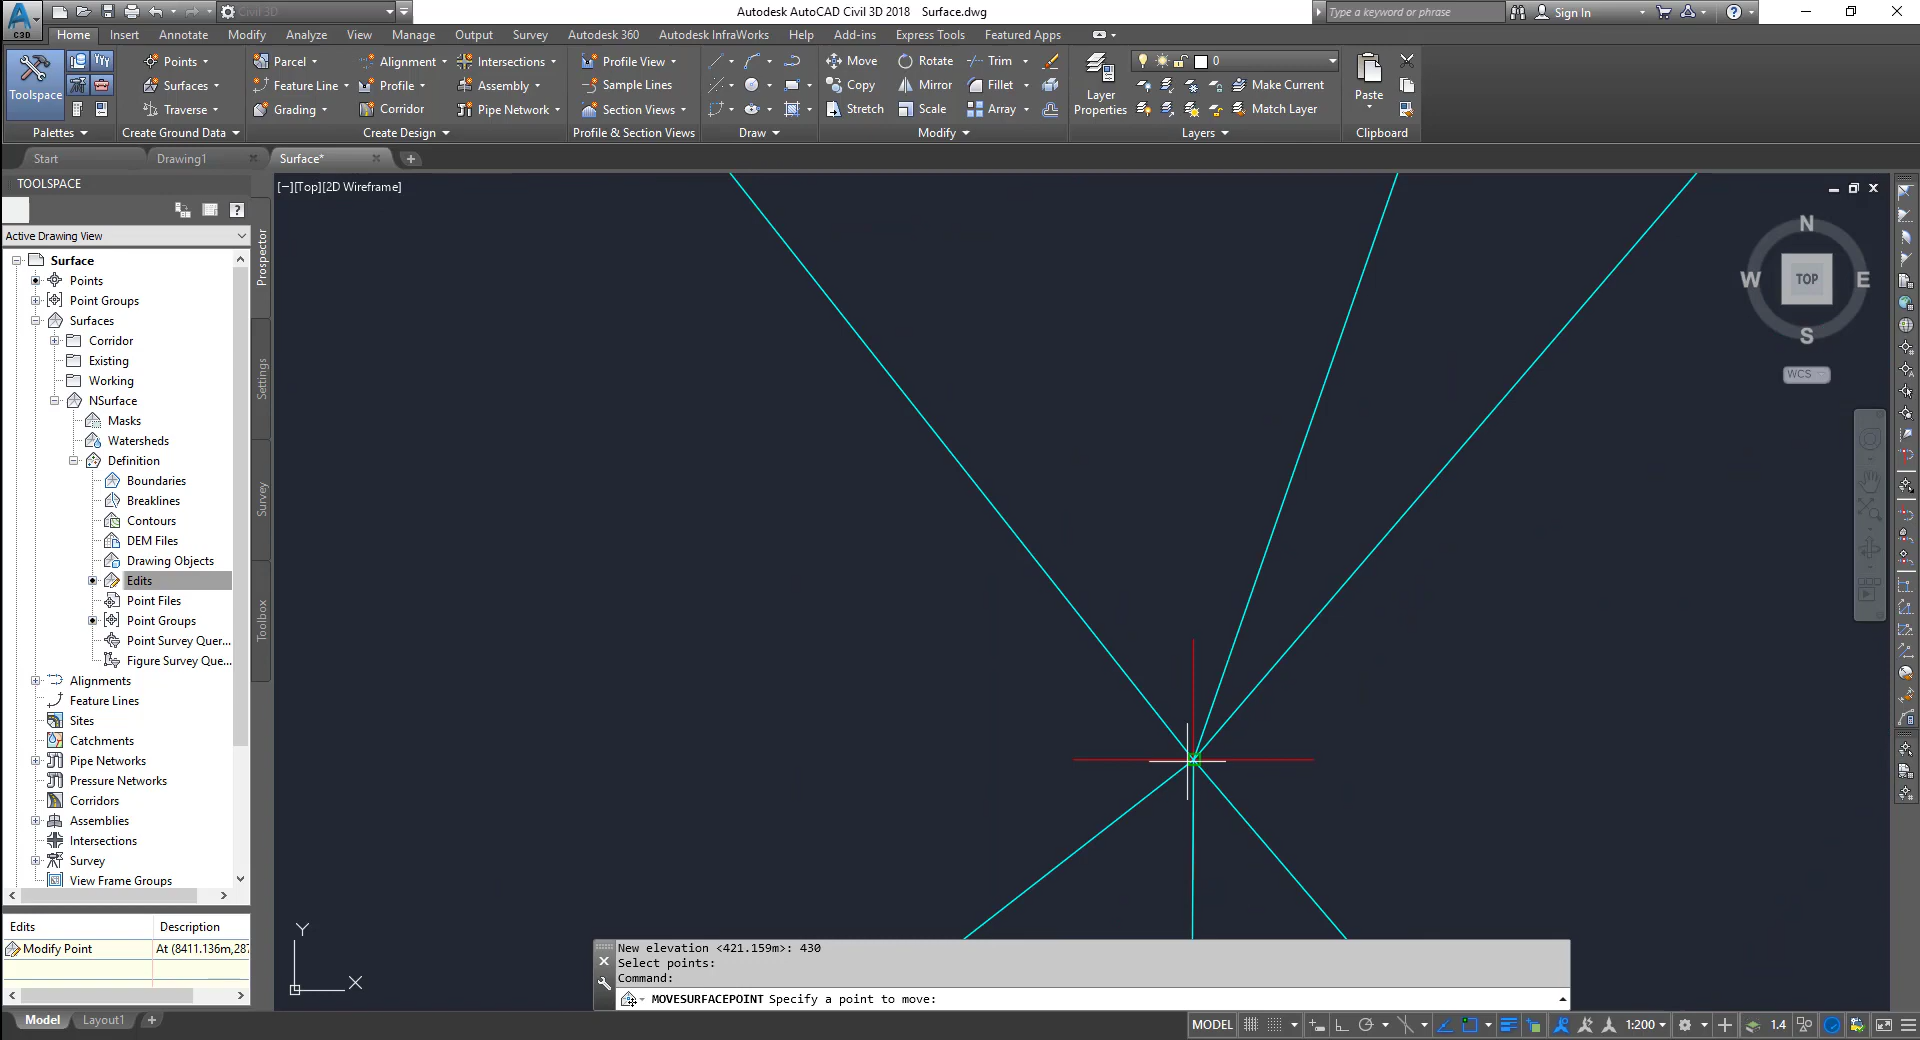 C3D
Civil 3D
Autodesk AutoCAD Civil 3D 2018 Surface.dwg
Type a keyword or phrase
Sign In
Home Insert Annotate Modify Analyze View Manage Output Survey Autodesk 360 Autodesk InfraWorks Help Add-ins Express Tools Featured Apps
Toolspace
Palettes
Points
Surfaces
Traverse
Create Ground Data
Parcel
Feature Line
Grading
Alignment
Profile
Corridor
Intersections
Assembly
Pipe Network
Create Design
Profile View
Sample Lines
Section Views
Profile & Section Views
Draw
Move
Copy
Stretch
Rotate
Mirror
Scale
Trim
Fillet
Array
Modify
Layer
Properties
0
Make Current
Match Layer
Layers
Paste
Clipboard
Start
Drawing1
Surface*
TOOLSPACE
Active Drawing View
Surface
Points
Point Groups
Surfaces
Corridor
Existing
Working
NSurface
Masks
Watersheds
Definition
Boundaries
Breaklines
Contours
DEM Files
Drawing Objects
Edits
Point Files
Point Groups
Point Survey Quer...
Figure Survey Que...
Alignments
Feature Lines
Sites
Catchments
Pipe Networks
Pressure Networks
Corridors
Assemblies
Intersections
Survey
View Frame Groups
Prospector
Settings
Survey
Toolbox
Edits Description
Modify Point At (8411.136m,287
[−][Top][2D Wireframe]
N
W TOP E
S
WCS
Y
X
New elevation <421.159m>: 430
Select points:
Command:
MOVESURFACEPOINT Specify a point to move:
Model Layout1
MODEL
1:200
1.4